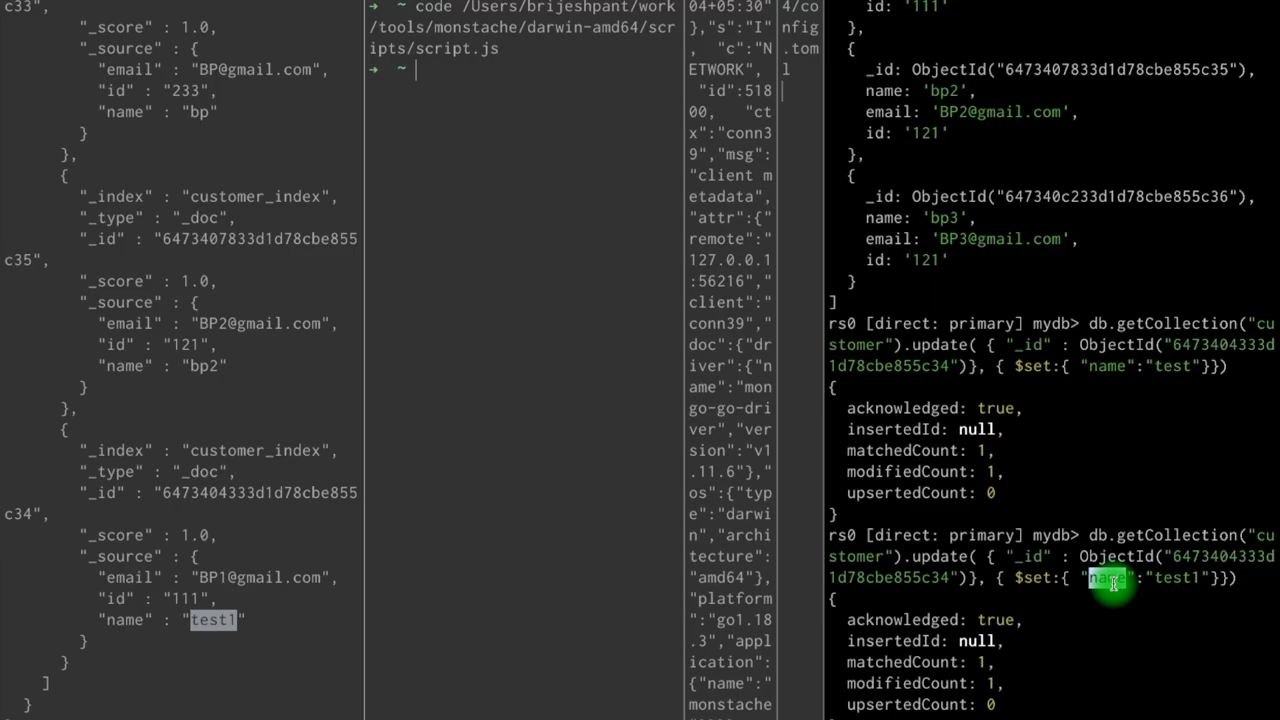 c33",
"_score" : 1.0,
"_source" : {
"email" : "BP@gmail.com",
"id" : "233",
"name" : "bp"
}
},
{
"_index" : "customer_index",
"_type" : "_doc",
"_id" : "6473407833d1d78cbe855
c35",
"_score" : 1.0,
"_source" : {
"email" : "BP2@gmail.com",
"id" : "121",
"name" : "bp2"
}
},
{
"_index" : "customer_index",
"_type" : "_doc",
"_id" : "6473404333d1d78cbe855
c34",
"_score" : 1.0,
"_source" : {
"email" : "BP1@gmail.com",
"id" : "111",
"name" : "test1"
}
}
]
}
➜ ~ code /Users/brijeshpant/work
/tools/monstache/darwin-amd64/scr
ipts/script.js
➜ ~
04+05:30"
},"s":"I"
, "c":"N
ETWORK",
"id":518
00, "ct
x":"conn3
9","msg":
"client m
etadata",
"attr":{"
remote":"
127.0.0.1
:56216","
client":"
conn39","
doc":{"dr
iver":{"n
ame":"mon
go-go-dri
ver","ver
sion":"v1
.11.6"},"
os":{"typ
e":"darwi
n","archi
tecture":
"amd64"},
"platform
":"go1.18
.3","appl
ication":
{"name":"
monstache
4/co
nfig
.tom
l
id: '111'
},
{
_id: ObjectId("6473407833d1d78cbe855c35"),
name: 'bp2',
email: 'BP2@gmail.com',
id: '121'
},
{
_id: ObjectId("647340c233d1d78cbe855c36"),
name: 'bp3',
email: 'BP3@gmail.com',
id: '121'
}
]
rs0 [direct: primary] mydb> db.getCollection("cu
stomer").update( { "_id" : ObjectId("6473404333d
1d78cbe855c34")}, { $set:{ "name":"test"}})
{
acknowledged: true,
insertedId: null,
matchedCount: 1,
modifiedCount: 1,
upsertedCount: 0
}
rs0 [direct: primary] mydb> db.getCollection("cu
stomer").update( { "_id" : ObjectId("6473404333d
1d78cbe855c34")}, { $set:{ "name":"test1"}})
{
acknowledged: true,
insertedId: null,
matchedCount: 1,
modifiedCount: 1,
upsertedCount: 0